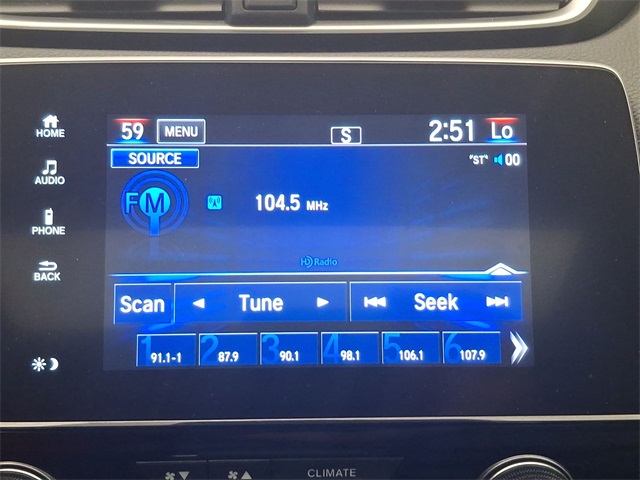 HOME
AUDIO
PHONE
BACK
59 MENU S 2:51 Lo
SOURCE "ST" 00
FM 104.5 MHz
HD Radio
Scan Tune Seek
1 91.1-1 2 87.9 3 90.1 4 98.1 5 106.1 6 107.9
CLIMATE